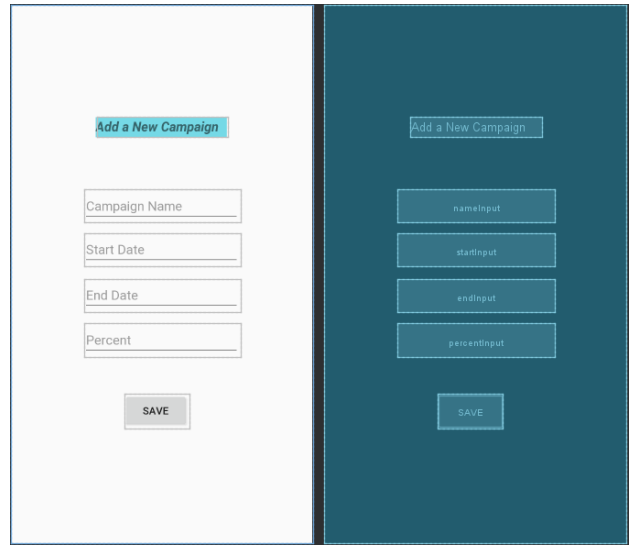 Add a New Campaign
Campaign Name
Start Date
End Date
Percent
SAVE
Add a New Campaign
nameInput
startInput
endInput
percentInput
SAVE